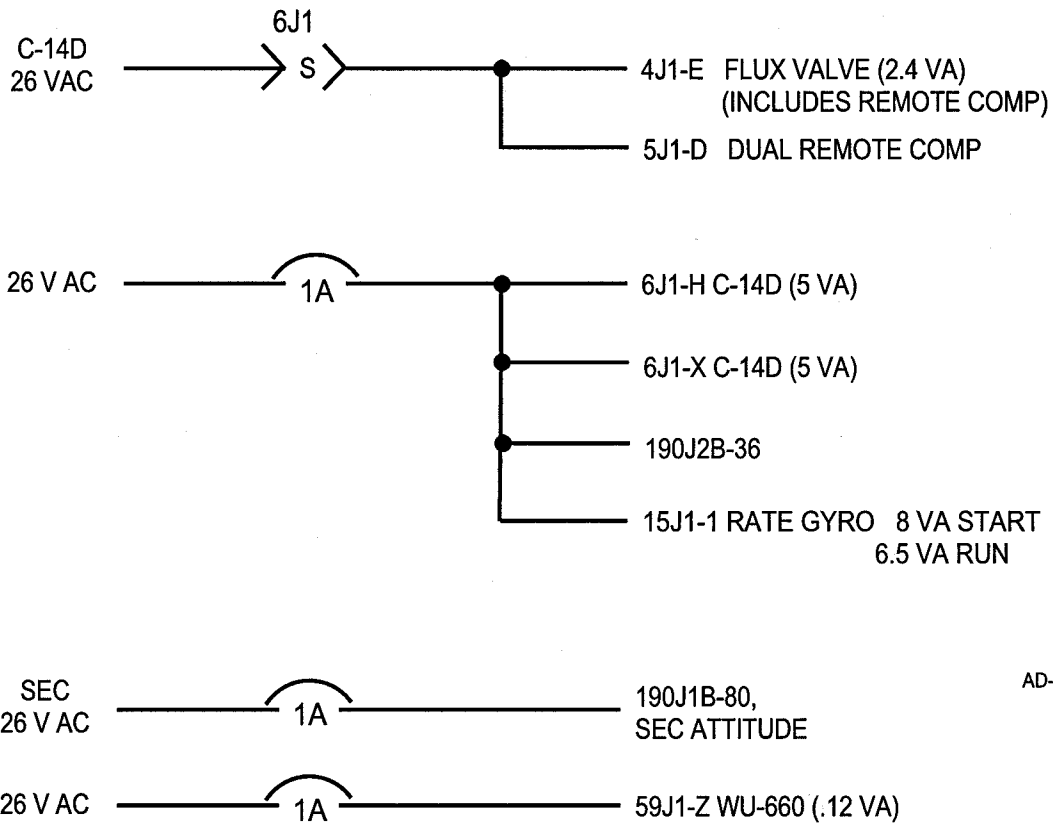 6J1
C-14D
26 VAC
S
4J1-E FLUX VALVE (2.4 VA)
(INCLUDES REMOTE COMP)
5J1-D DUAL REMOTE COMP
26 V AC
1A
6J1-H C-14D (5 VA)
6J1-X C-14D (5 VA)
190J2B-36
15J1-1 RATE GYRO 8 VA START
6.5 VA RUN
SEC
26 V AC
1A
190J1B-80,
SEC ATTITUDE
AD-
26 V AC
1A
59J1-Z WU-660 (.12 VA)